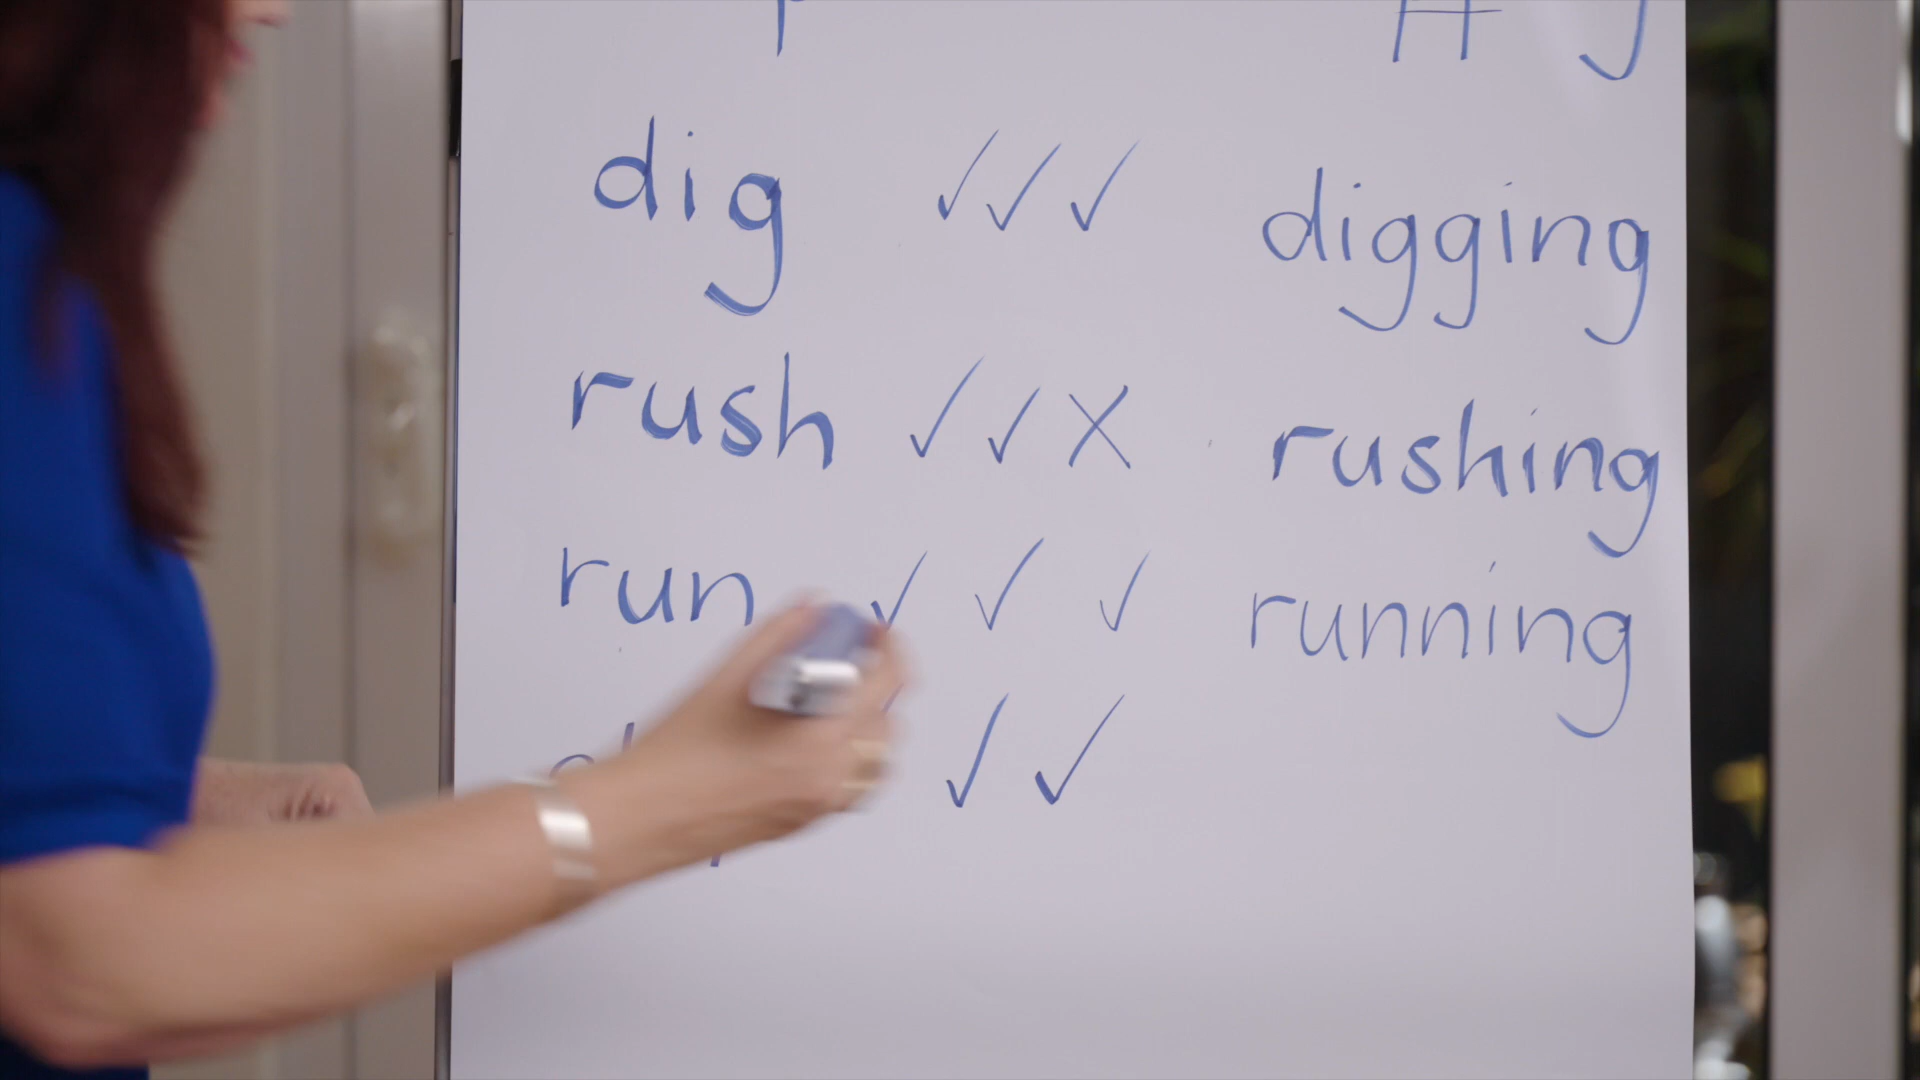 dig ✓✓✓ digging
rush ✓✓X rushing
run ✓✓✓ running
✓✓